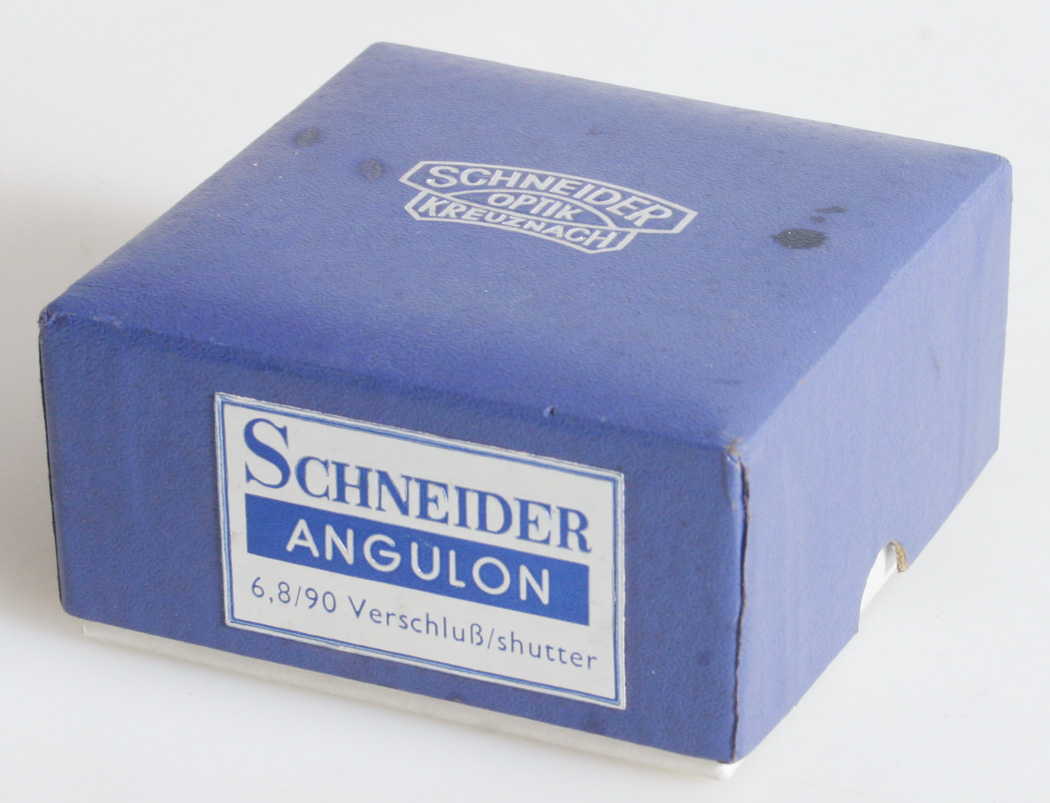 SCHNEIDER
OPTIK
KREUZNACH
SCHNEIDER
ANGULON
6,8/90 Verschluß/shutter